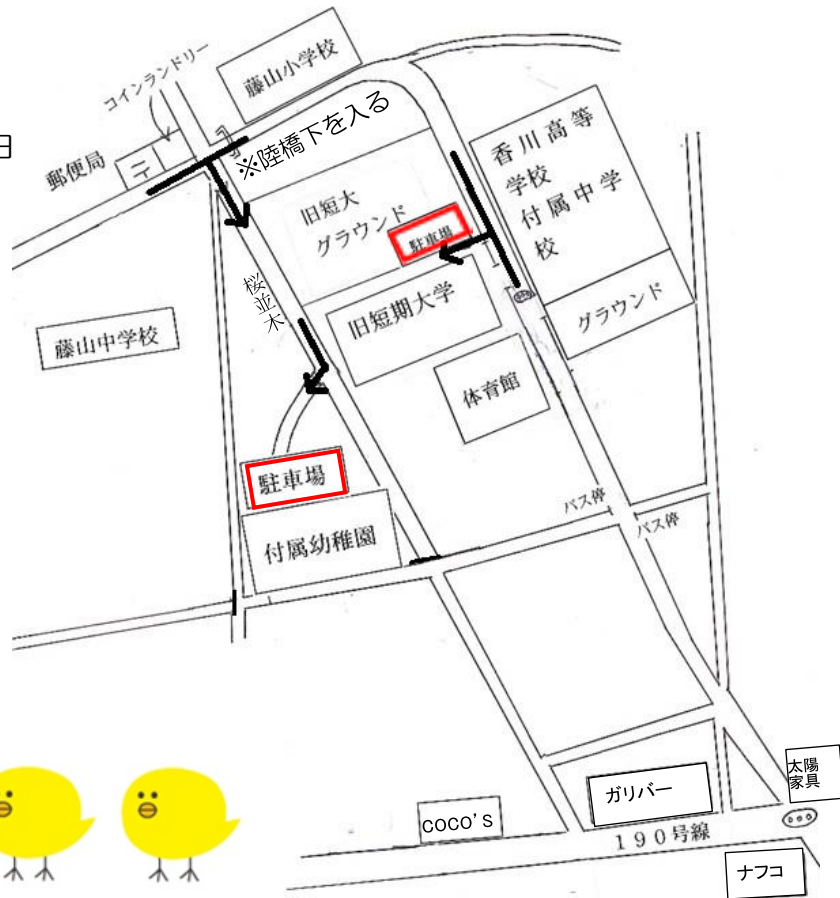 コインランドリー
藤山小学校
日
郵便局
〒
※陸橋下を入る
香川高等
学校
付属中学
校
旧短大
グラウンド
駐車場
桜並木
旧短期大学
グラウンド
藤山中学校
体育館
駐車場
付属幼稚園
バス停
バス停
太陽
家具
ガリバー
COCO'S
190号線
ナフコ